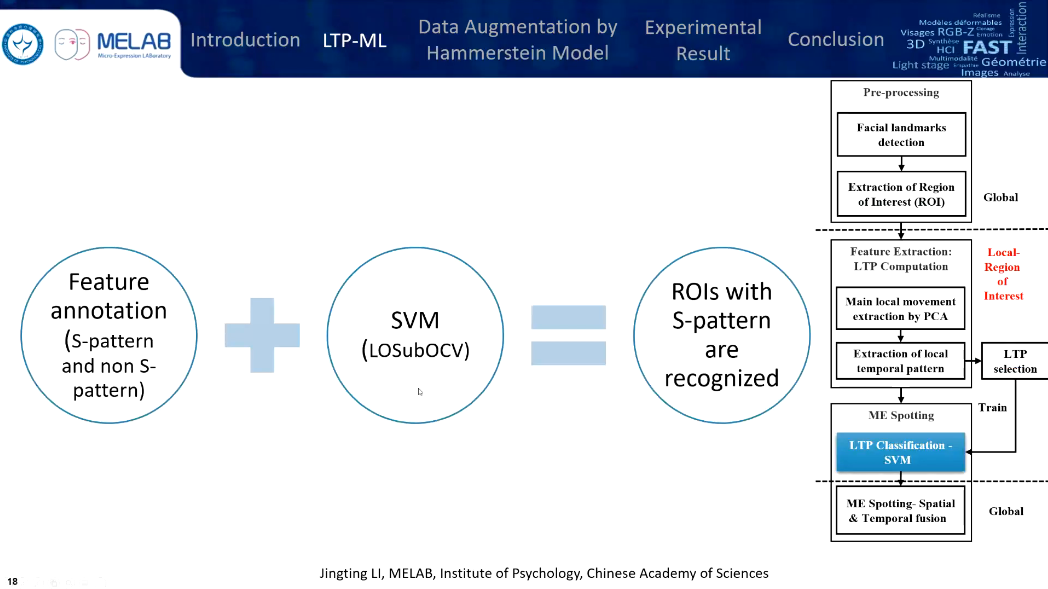 MELAB
Micro-Expression LAboratory
Introduction
LTP-ML
Data Augmentation by
Hammerstein Model
Experimental
Result
Conclusion
Réalisme
Modèles déformables
Visages RGB-Z
Emotion
3D
Synthèse
HCI
FAST
Multimodalité
Géométrie
Light stage
Images
Analyse
Expression
Interaction
Feature
annotation
(S-pattern
and non S-
pattern)
SVM
(LOSubOCV)
ROIs with
S-pattern
are
recognized
Pre-processing
Facial landmarks
detection
Extraction of Region
of Interest (ROI)
Global
Feature Extraction:
LTP Computation
Local-
Region
of
Interest
Main local movement
extraction by PCA
Extraction of local
temporal pattern
LTP
selection
ME Spotting
Train
LTP Classification -
SVM
ME Spotting- Spatial
& Temporal fusion
Global
18
Jingting LI, MELAB, Institute of Psychology, Chinese Academy of Sciences